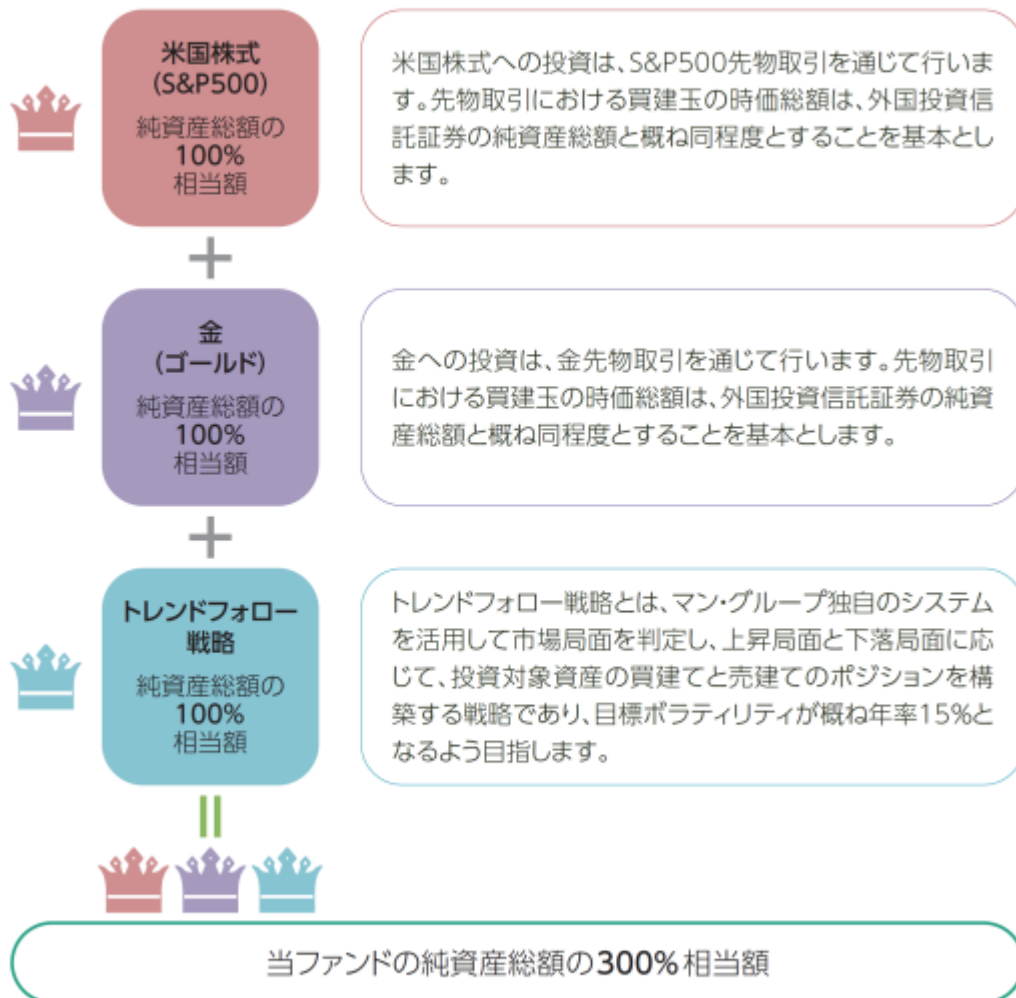 米国株式
(S&P500)
純資産総額の
100%
相当額
米国株式への投資は、S&P500先物取引を通じて行いま
す。先物取引における買建玉の時価総額は、外国投資信
託証券の純資産総額と概ね同程度とすることを基本とし
ます。
+
金
(ゴールド)
純資産総額の
100%
相当額
金への投資は、金先物取引を通じて行います。先物取引
における買建玉の時価総額は、外国投資信託証券の純資
産総額と概ね同程度とすることを基本とします。
+
トレンドフォロー
戦略
純資産総額の
100%
相当額
トレンドフォロー戦略とは、マン・グループ独自のシステム
を活用して市場局面を判定し、上昇局面と下落局面に応
じて、投資対象資産の買建てと売建てのポジションを構
築する戦略であり、目標ボラティリティが概ね年率15%と
なるよう目指します。
当ファンドの純資産総額の300%相当額